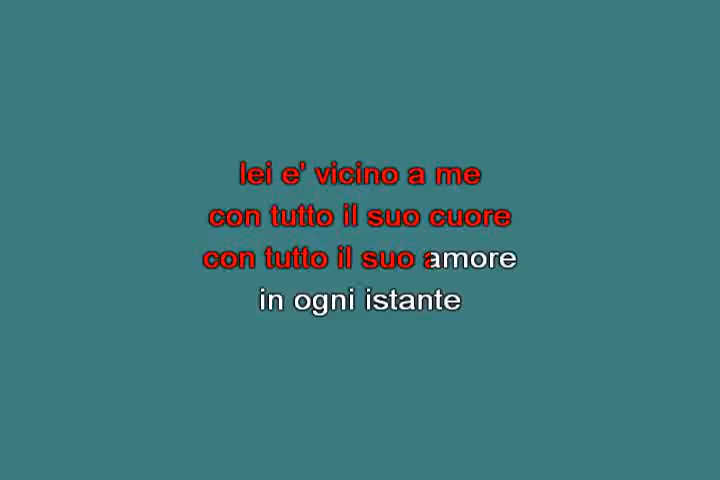 lei e' vicino a me
con tutto il suo cuore
con tutto il suo amore
in ogni istante